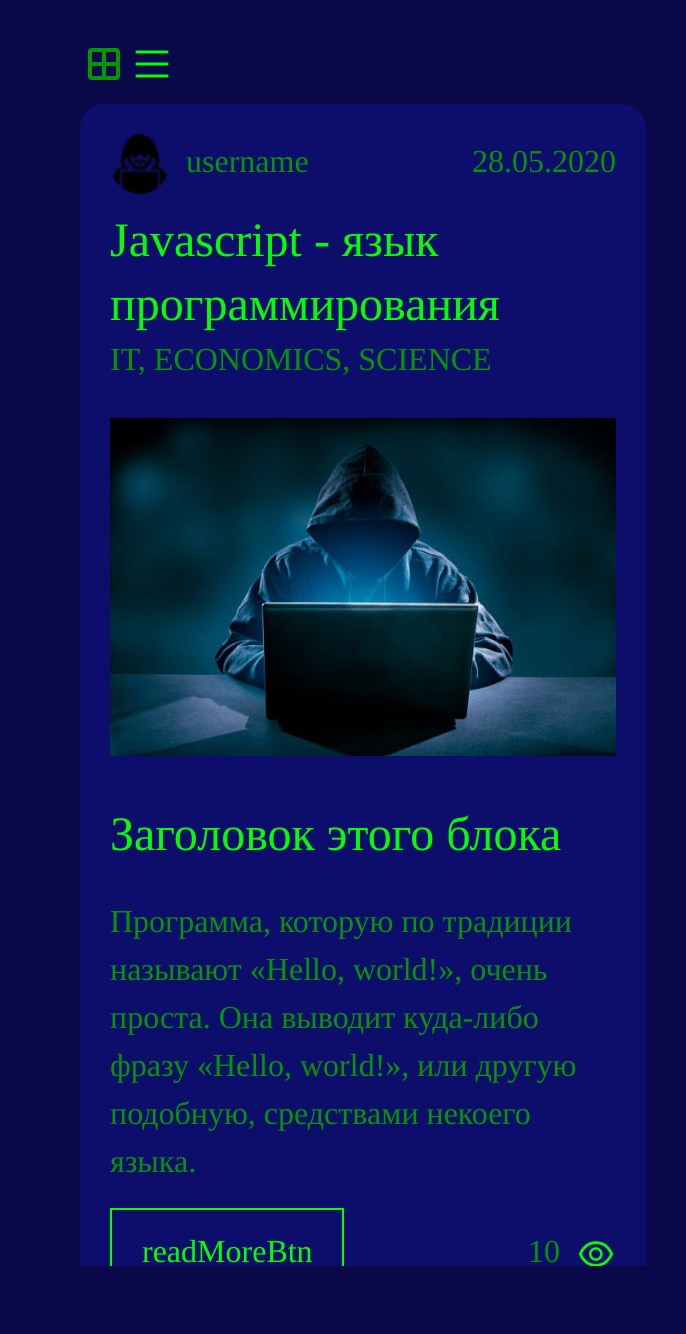 username 28.05.2020
Javascript - язык
программирования
IT, ECONOMICS, SCIENCE
Заголовок этого блока
Программа, которую по традиции
называют «Hello, world!», очень
проста. Она выводит куда-либо
фразу «Hello, world!», или другую
подобную, средствами некоего
языка.
readMoreBtn 10